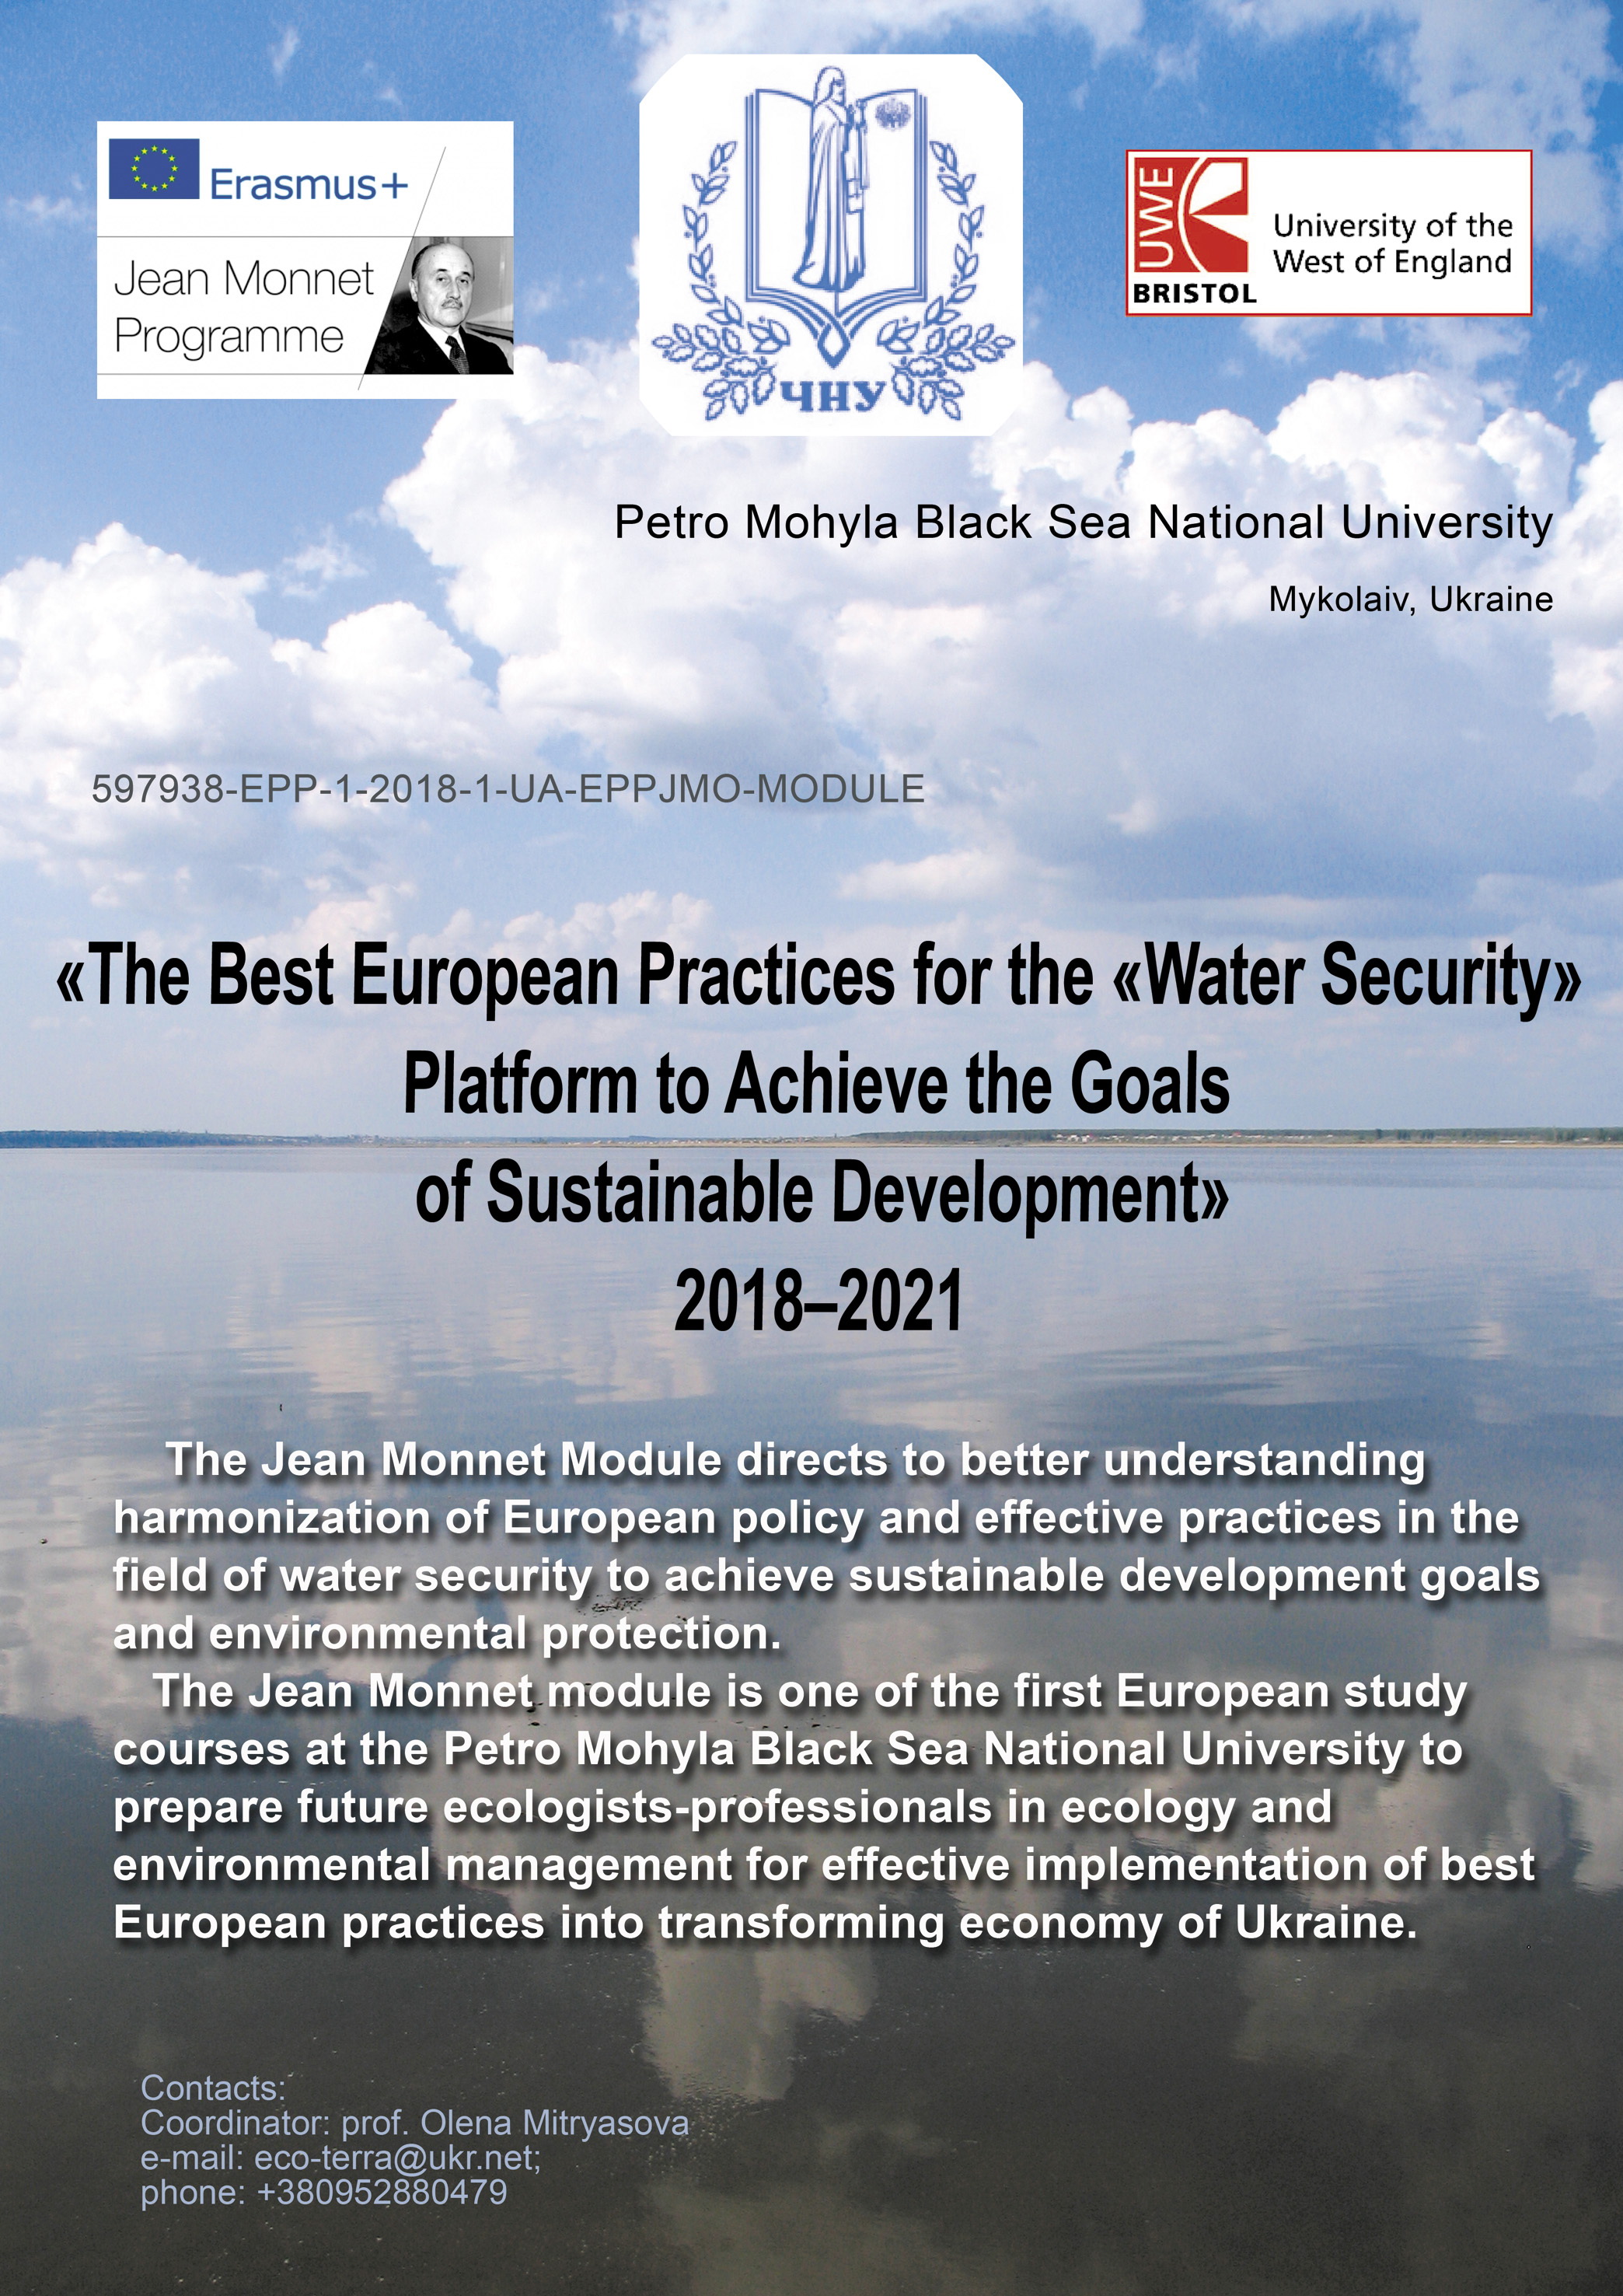 Erasmus+
Jean Monnet
Programme
ЧНУ
UWE
BRISTOL
University of the
West of England
Petro Mohyla Black Sea National University
Mykolaiv, Ukraine
597938-EPP-1-2018-1-UA-EPPJMO-MODULE
«The Best European Practices for the «Water Security»
Platform to Achieve the Goals
of Sustainable Development»
2018–2021
The Jean Monnet Module directs to better understanding
harmonization of European policy and effective practices in the
field of water security to achieve sustainable development goals
and environmental protection.
The Jean Monnet module is one of the first European study
courses at the Petro Mohyla Black Sea National University to
prepare future ecologists-professionals in ecology and
environmental management for effective implementation of best
European practices into transforming economy of Ukraine.
Contacts:
Coordinator: prof. Olena Mitryasova
e-mail: eco-terra@ukr.net;
phone: +380952880479